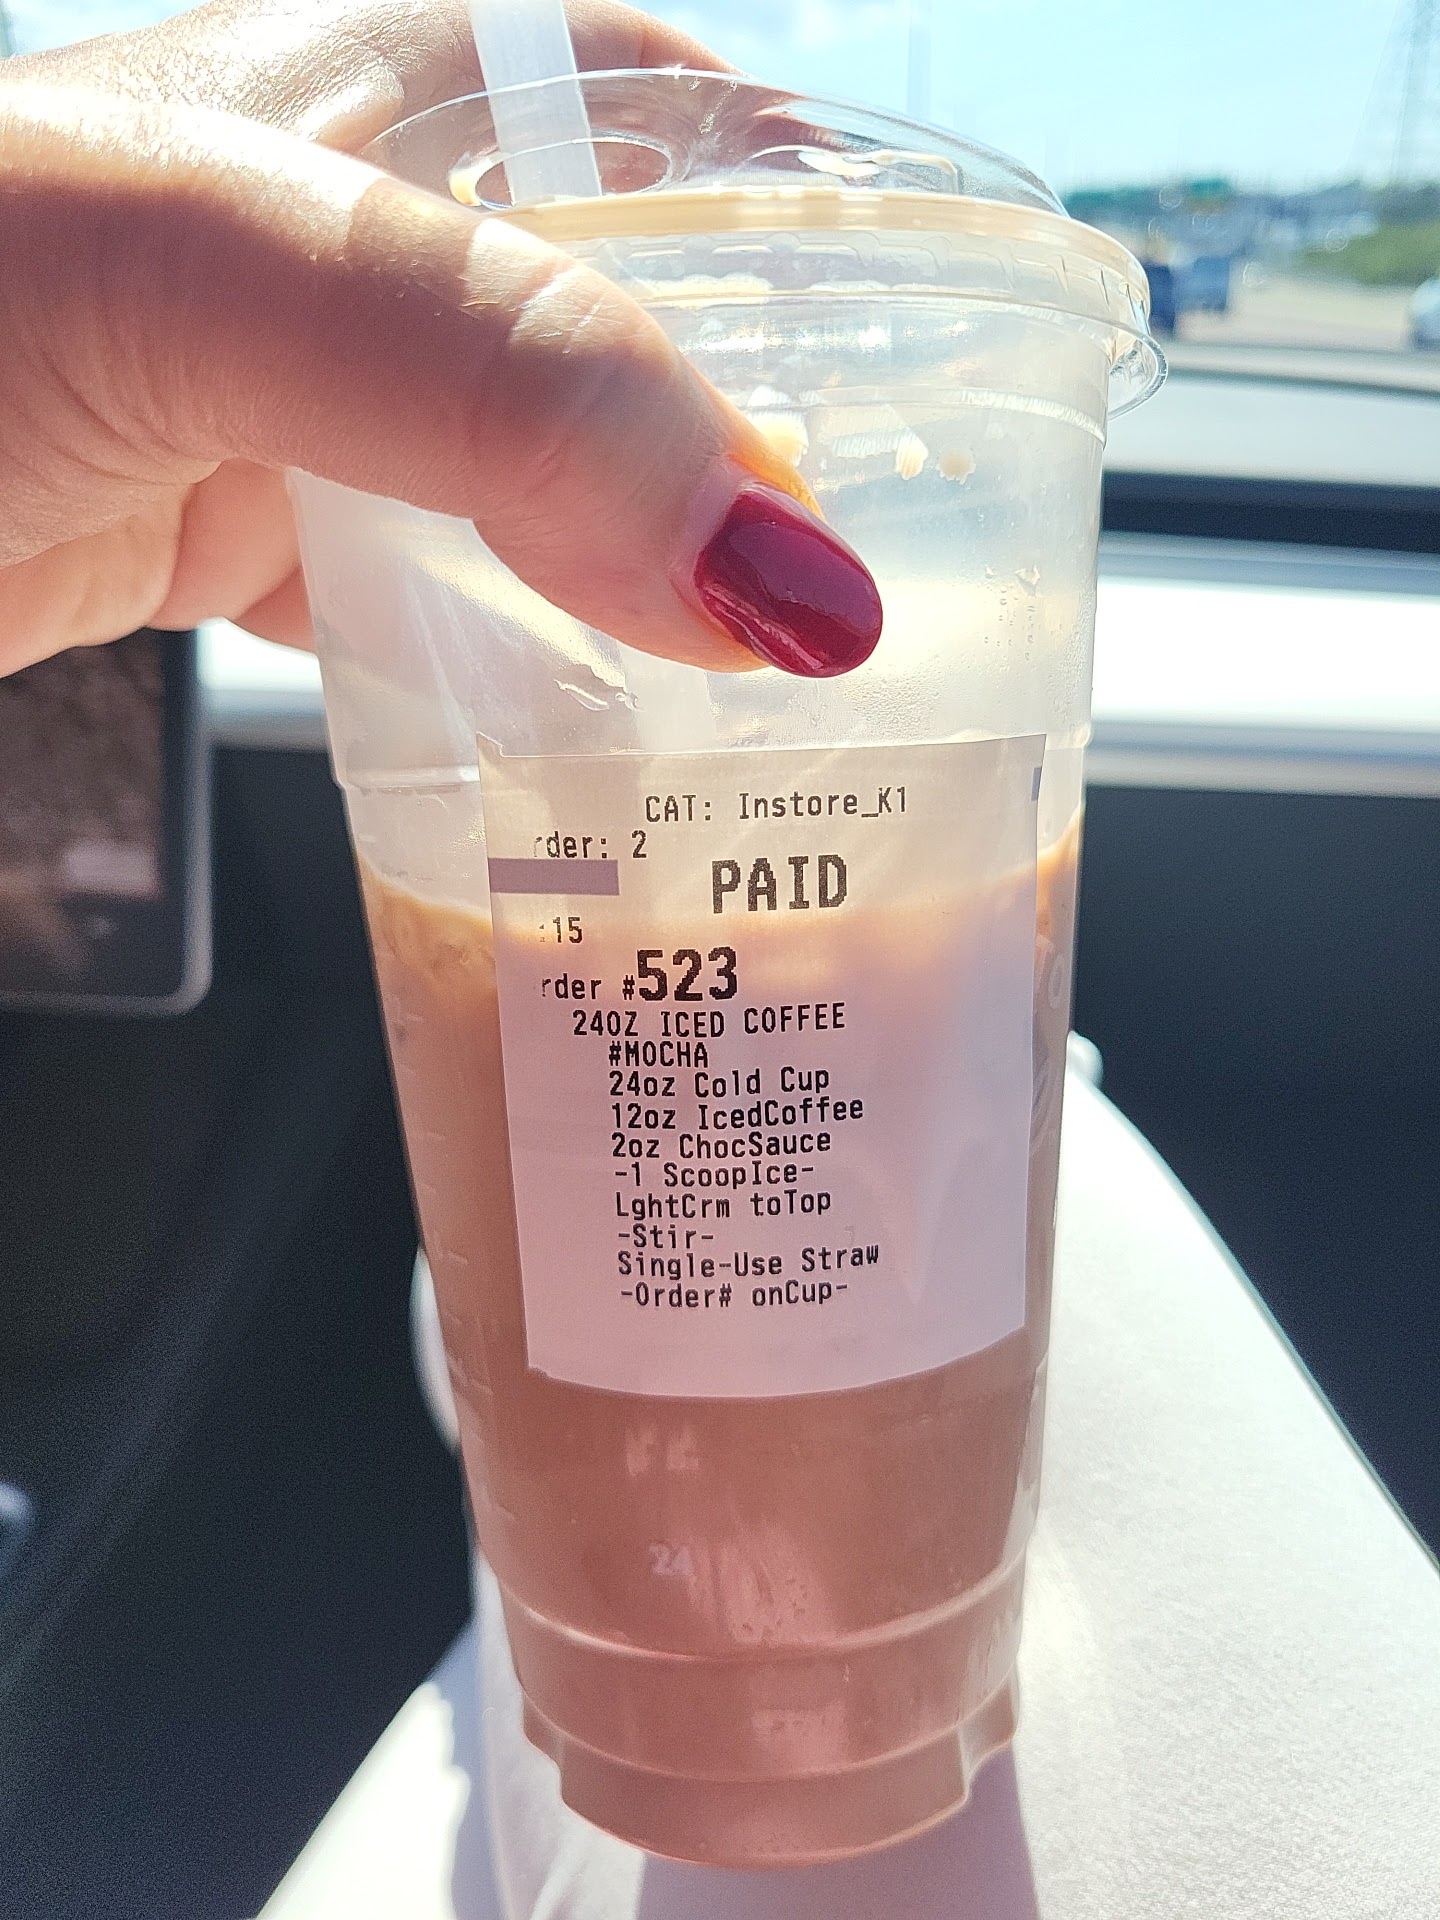 CAT: Instore_K1
rder: 2
PAID
:15
rder #523
24OZ ICED COFFEE
#MOCHA
24oz Cold Cup
12oz IcedCoffee
2oz ChocSauce
-1 ScoopIce-
LghtCrm toTop
-Stir-
Single-Use Straw
-Order# onCup-
24